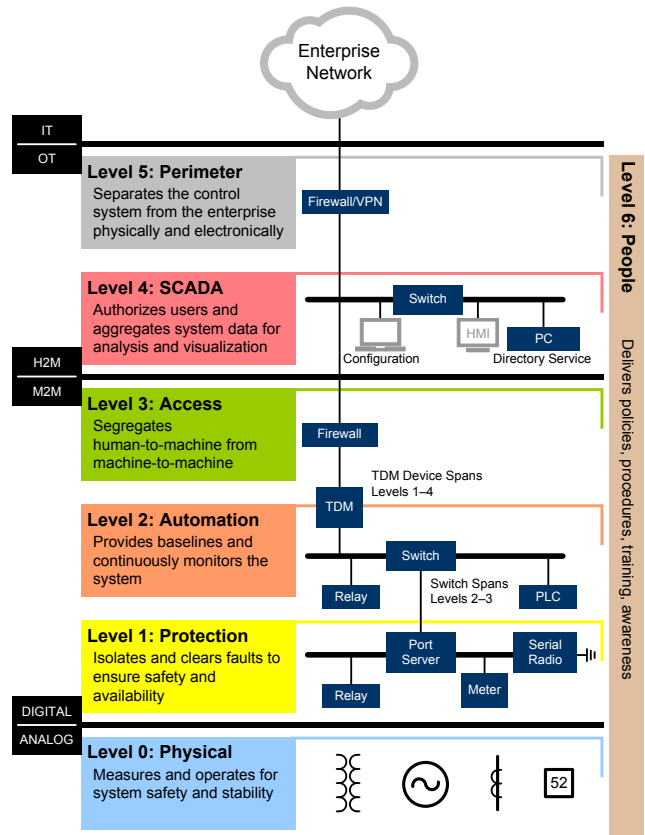 Enterprise
Network
IT
OT
Level 5: Perimeter
Separates the control
system from the enterprise
physically and electronically
Firewall/VPN
Level 6: People
Delivers policies, procedures, training, awareness
Level 4: SCADA
Authorizes users and
aggregates system data for
analysis and visualization
Switch
HMI
PC
Configuration
Directory Service
H2M
M2M
Level 3: Access
Segregates
human-to-machine from
machine-to-machine
Firewall
TDM Device Spans
Levels 1–4
TDM
Level 2: Automation
Provides baselines and
continuously monitors the
system
Switch
Relay
PLC
Switch Spans
Levels 2–3
Level 1: Protection
Isolates and clears faults to
ensure safety and
availability
Port
Server
Serial
Radio
Relay
Meter
DIGITAL
ANALOG
Level 0: Physical
Measures and operates for
system safety and stability
52